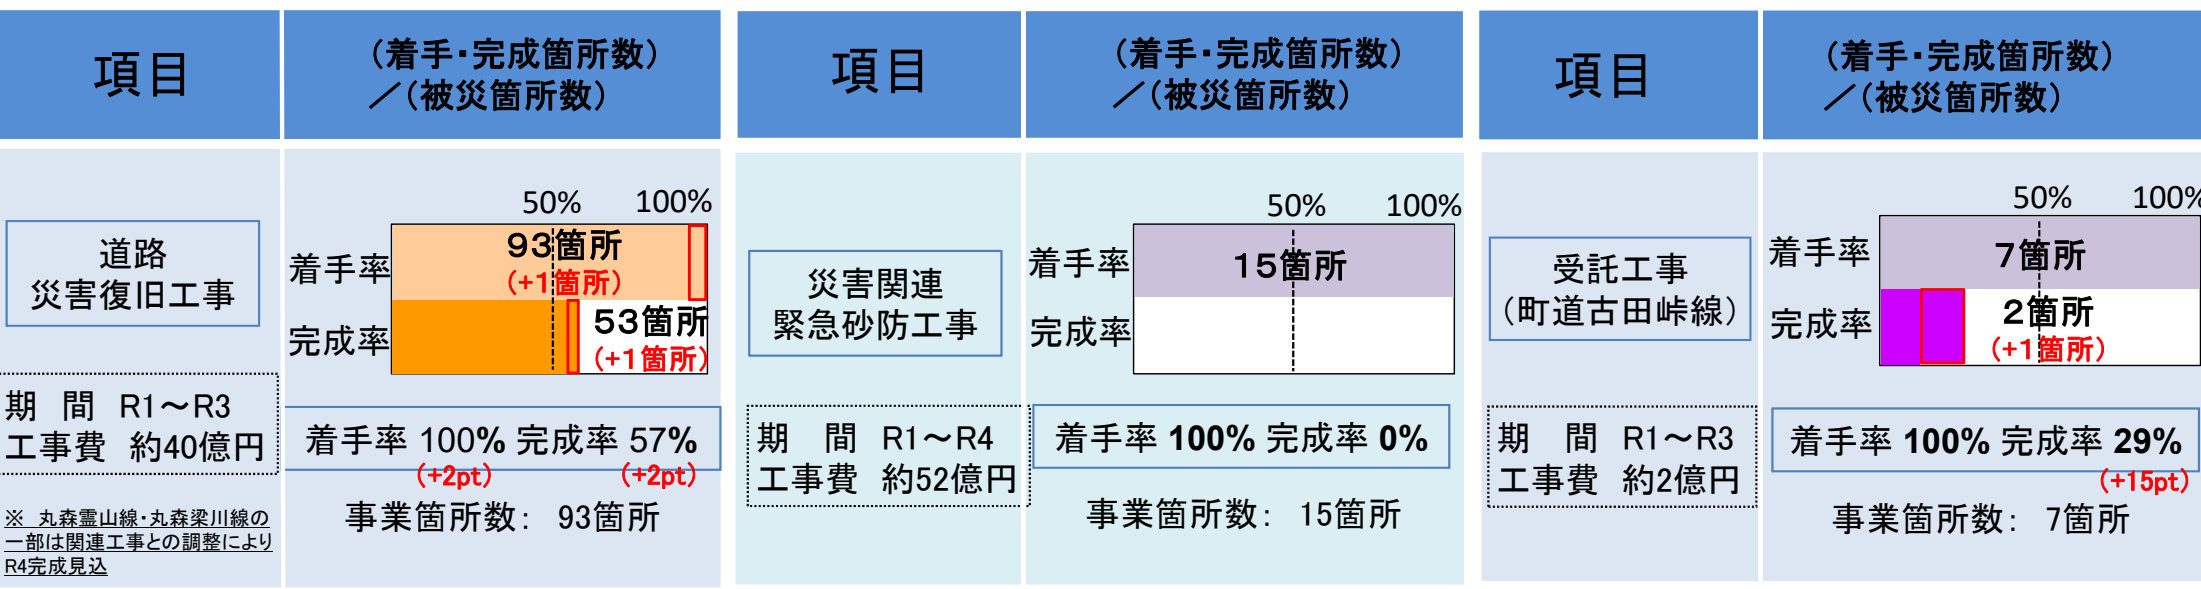 項目
(着手・完成箇所数)
／(被災箇所数)
道路
災害復旧工事
期　間　R1～R3
工事費　約40億円
※　丸森霊山線・丸森梁川線の
一部は関連工事との調整により
R4完成見込
50%　100%
着手率
93箇所
(+1箇所)
完成率
53箇所
(+1箇所)
着手率 100% 完成率 57%
(+2pt)　(+2pt)
事業箇所数：　93箇所
項目
(着手・完成箇所数)
／(被災箇所数)
災害関連
緊急砂防工事
期　間　R1～R4
工事費　約52億円
50%　100%
着手率
15箇所
完成率
着手率 100% 完成率 0%
事業箇所数：　15箇所
項目
(着手・完成箇所数)
／(被災箇所数)
受託工事
(町道古田峠線)
期　間　R1～R3
工事費　約2億円
50%　100%
着手率
7箇所
完成率
2箇所
(+1箇所)
着手率 100% 完成率 29%
(+15pt)
事業箇所数：　7箇所